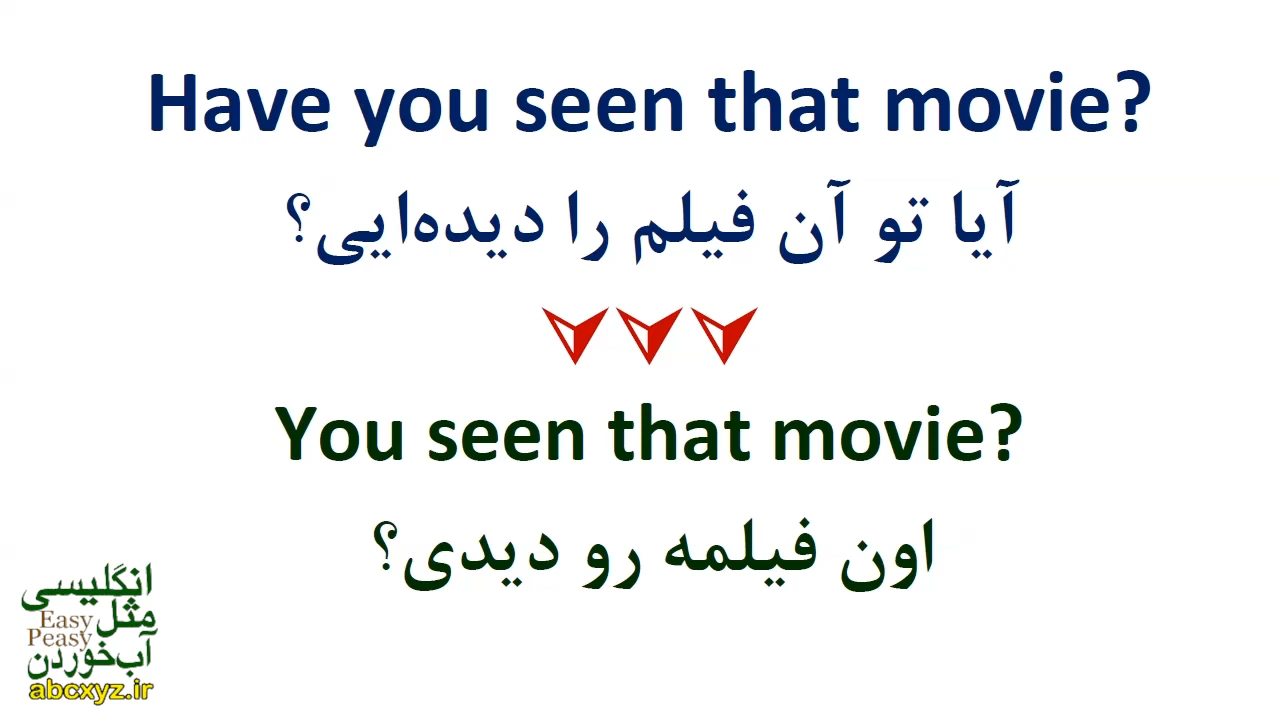 Have you seen that movie?
آیا تو آن فیلم را دیده‌ایی؟
You seen that movie?
اون فیلمه رو دیدی؟
انگلیسی
مثل
Easy
Peasy
آب‌خوردن
abcxyz.ir